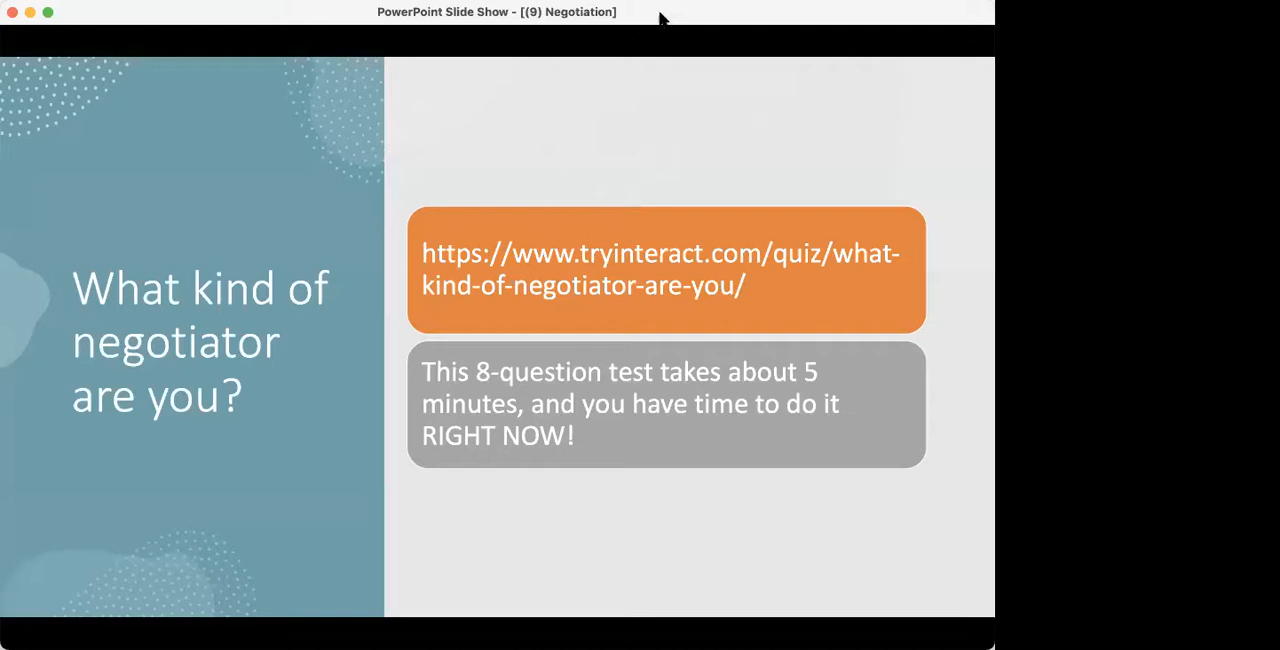 PowerPoint Slide Show - [(9) Negotiation]
What kind of
negotiator
are you?
https://www.tryinteract.com/quiz/what-
kind-of-negotiator-are-you/
This 8-question test takes about 5
minutes, and you have time to do it
RIGHT NOW!